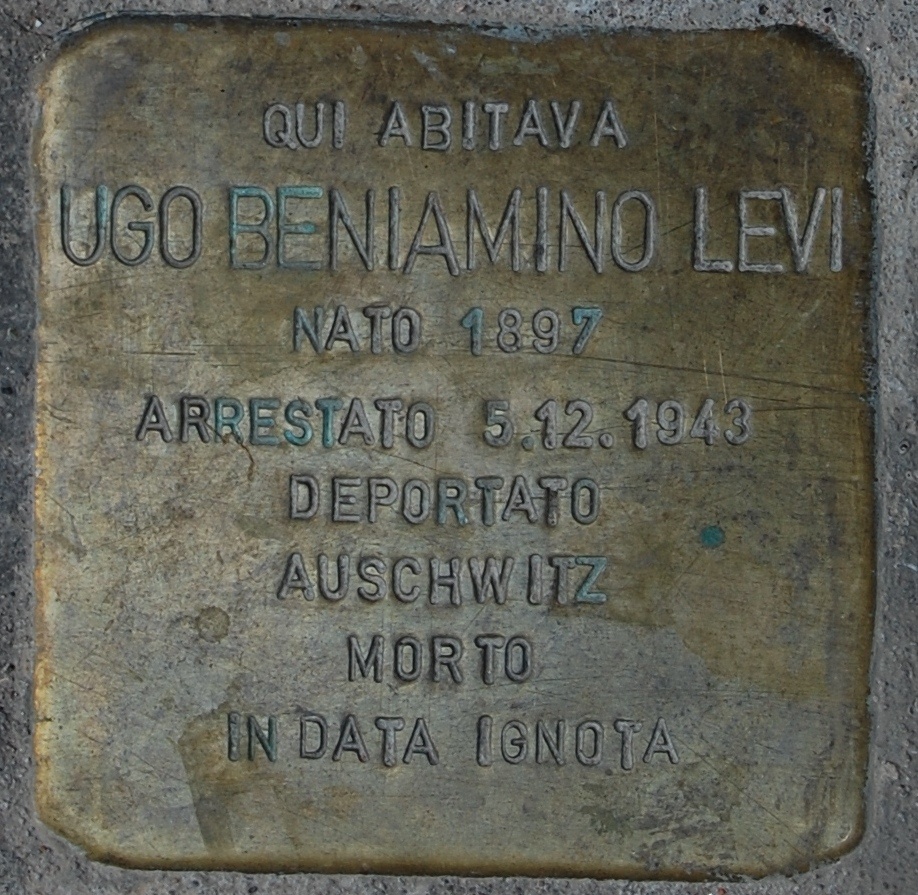 QUI ABITAVA
UGO BENIAMINO LEVI
NATO 1897
ARRESTATO 5.12.1943
DEPORTATO
AUSCHWITZ
MORTO
IN DATA IGNOTA